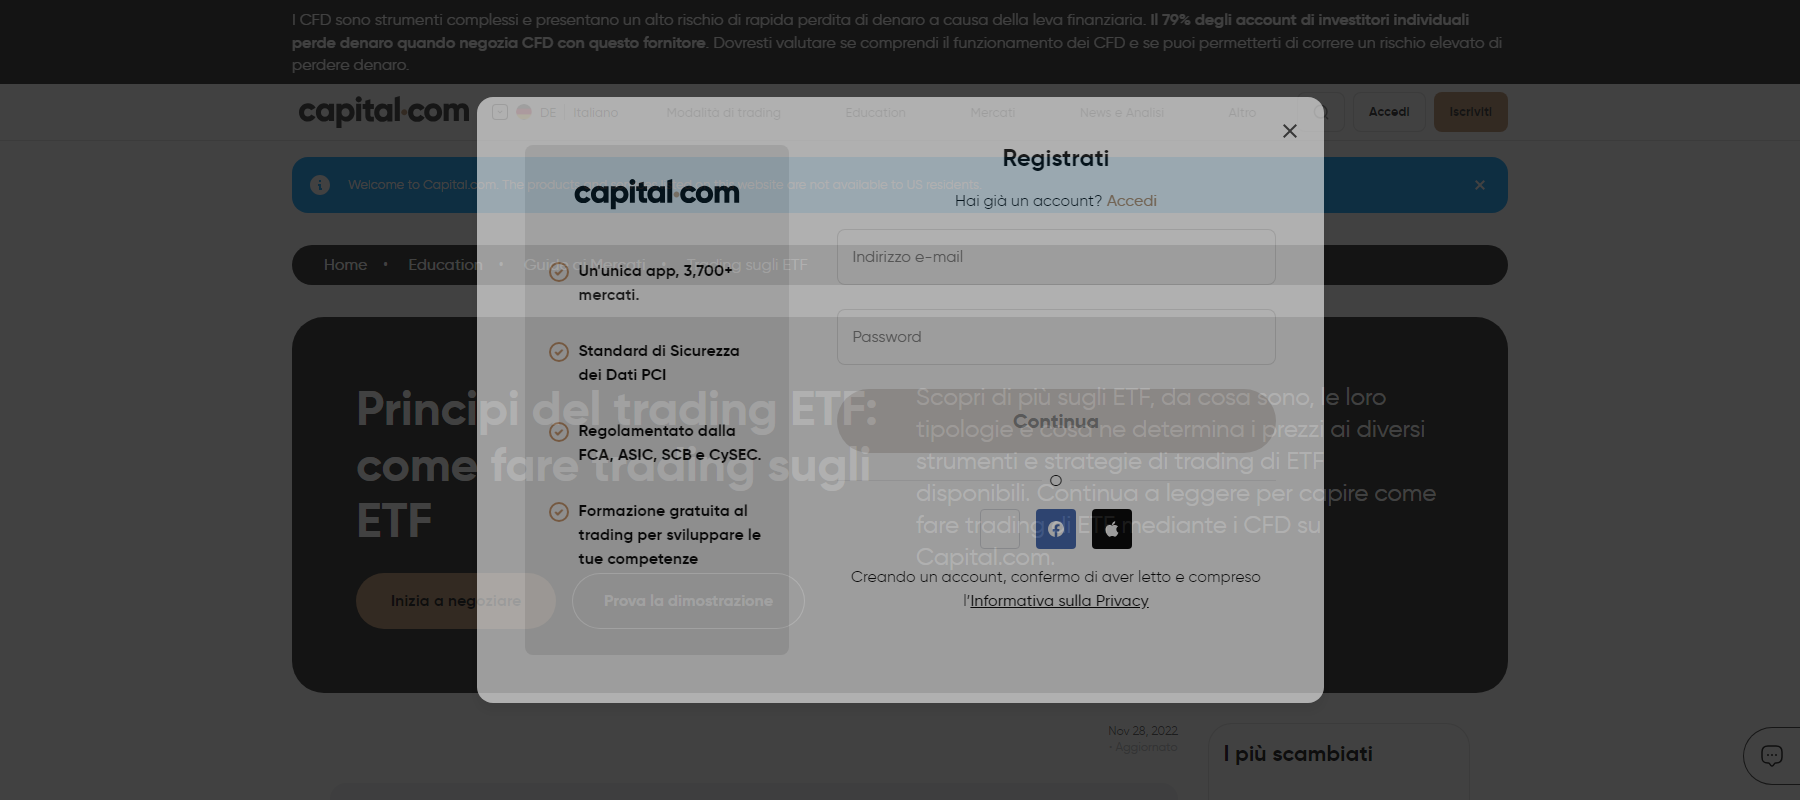 I CFD sono strumenti complessi e presentano un alto rischio di rapida perdita di denaro a causa della leva finanziaria. Il 79% degli account di investitori individuali
perde denaro quando negozia CFD con questo fornitore. Dovresti valutare se comprendi il funzionamento dei CFD e se puoi permetterti di correre un rischio elevato di
perdere denaro.
capital.com
DE | Italiano
Modalità di trading
Education
Mercati
News e Analisi
Altro
Accedi
Iscriviti
Welcome to Capital.com. The website are not available to US residents
Home • Education • Guide ai Mercati • Trading sugli ETF
Principi del trading ETF:
come fare trading sugli
ETF
Scopri di più sugli ETF, da cosa sono, le loro
tipologie e cosa ne determina i prezzi ai diversi
strumenti e strategie di trading di ETF
disponibili. Continua a leggere per capire come
fare trading di ETF mediante i CFD su
Capital.com.
Inizia a negoziare
Prova la dimostrazione
capital.com
Un'unica app, 3,700+
mercati.
Standard di Sicurezza
dei Dati PCI
Regolamentato dalla
FCA, ASIC, SCB e CySEC.
Formazione gratuita al
trading per sviluppare le
tue competenze
Registrati
Hai già un account? Accedi
Indirizzo e-mail
Password
Continua
O
Creando un account, confermo di aver letto e compreso
l'Informativa sulla Privacy
Nov 28, 2022
• Aggiornato
I più scambiati